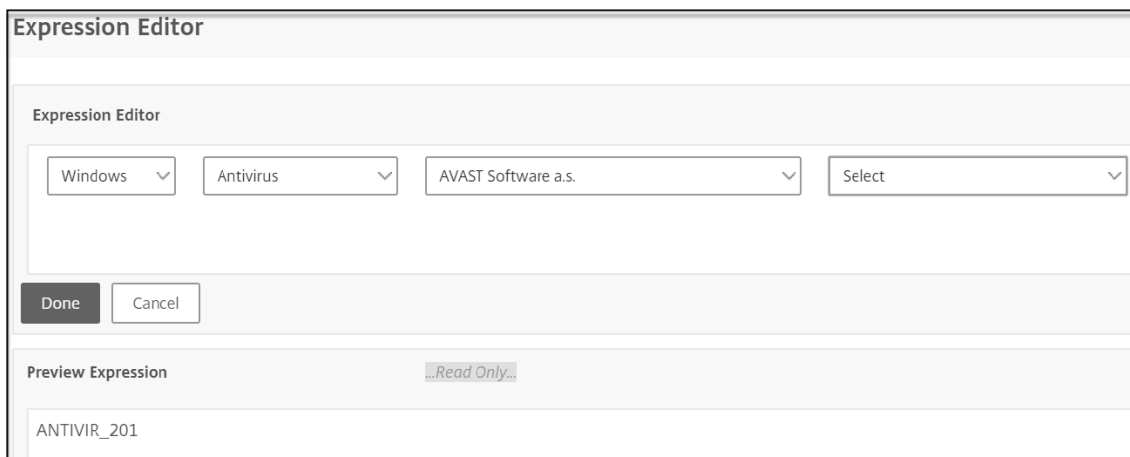 Expression Editor
Expression Editor
Windows Antivirus AVAST Software a.s. Select
Done Cancel
Preview Expression ...Read Only...
ANTIVIR_201